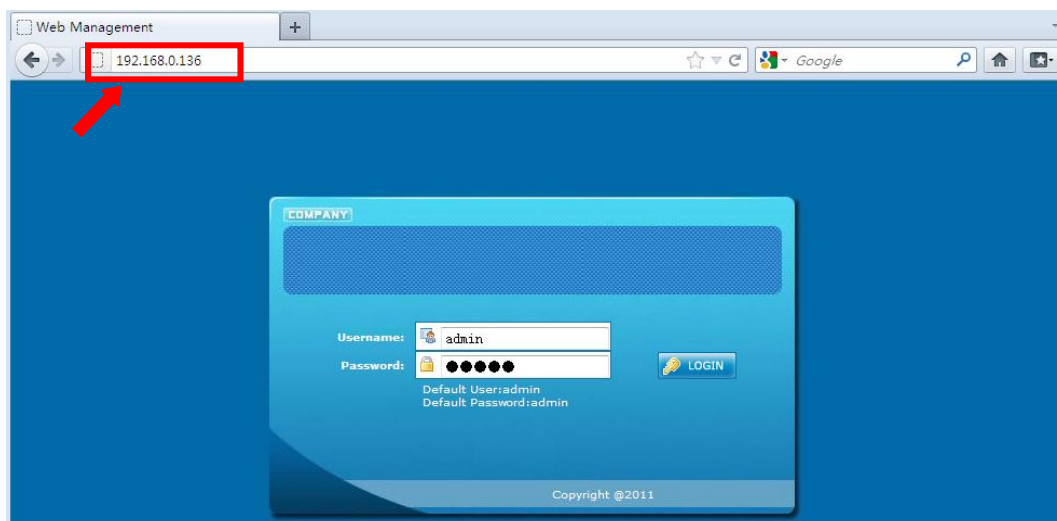 Web Management
192.168.0.136
Google
COMPANY
Username: admin
Password: ●●●●●
LOGIN
Default User:admin
Default Password:admin
Copyright @2011